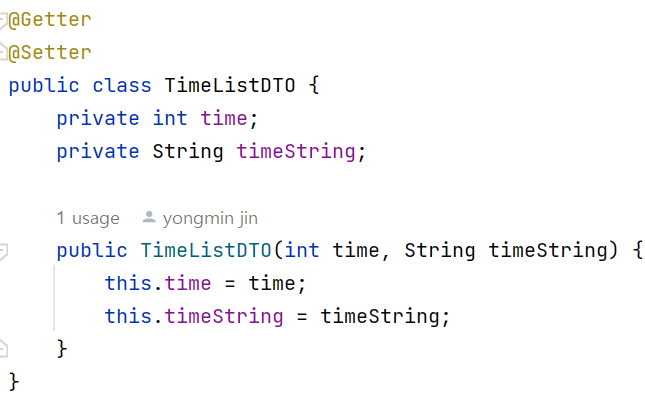 @Getter
@Setter
public class TimeListDTO {
    private int time;
    private String timeString;

    1 usage yongmin jin
    public TimeListDTO(int time, String timeString) {
        this.time = time;
        this.timeString = timeString;
    }
}